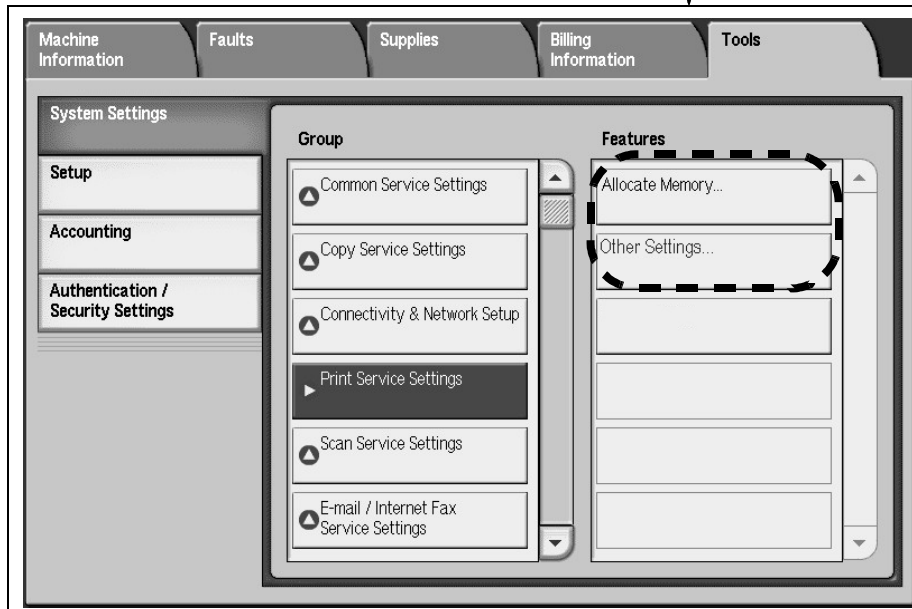 Machine
Information
Faults
Supplies
Billing
Information
Tools
System Settings
Setup
Accounting
Authentication /
Security Settings
Group
Common Service Settings
Copy Service Settings
Connectivity & Network Setup
Print Service Settings
Scan Service Settings
E-mail / Internet Fax
Service Settings
Features
Allocate Memory...
Other Settings...